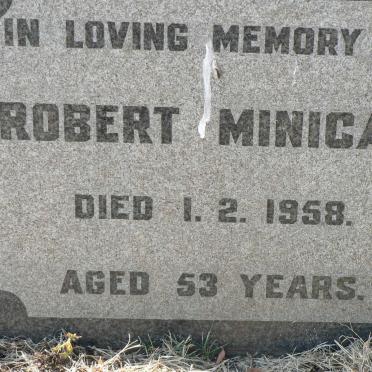 IN LOVING MEMORY
ROBERT MINICA
DIED 1. 2. 1958.
AGED 53 YEARS.